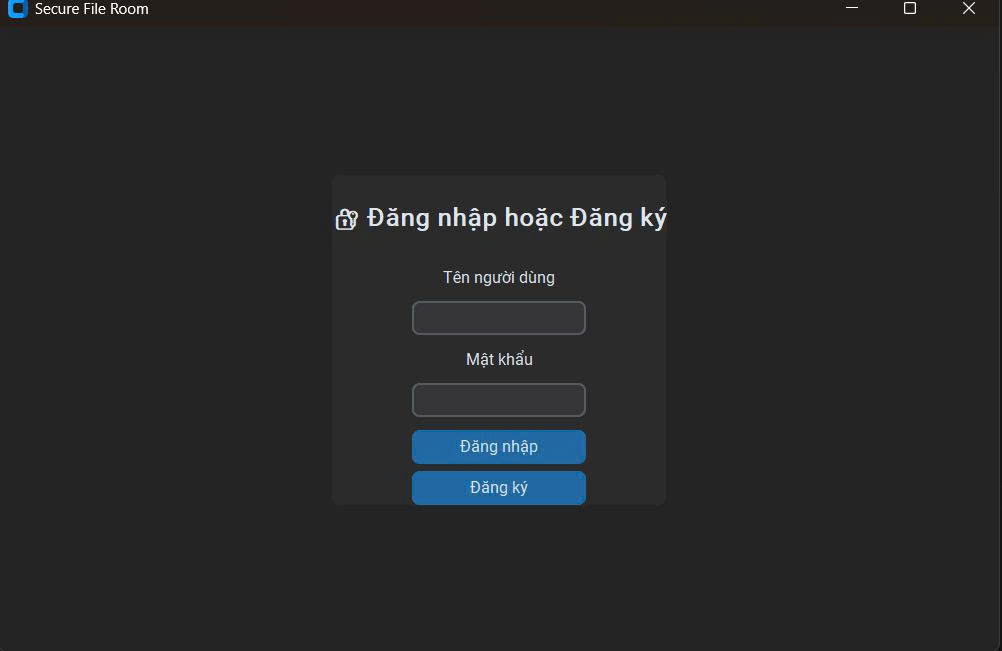 Secure File Room
Đăng nhập hoặc Đăng ký
Tên người dùng
Mật khẩu
Đăng nhập
Đăng ký